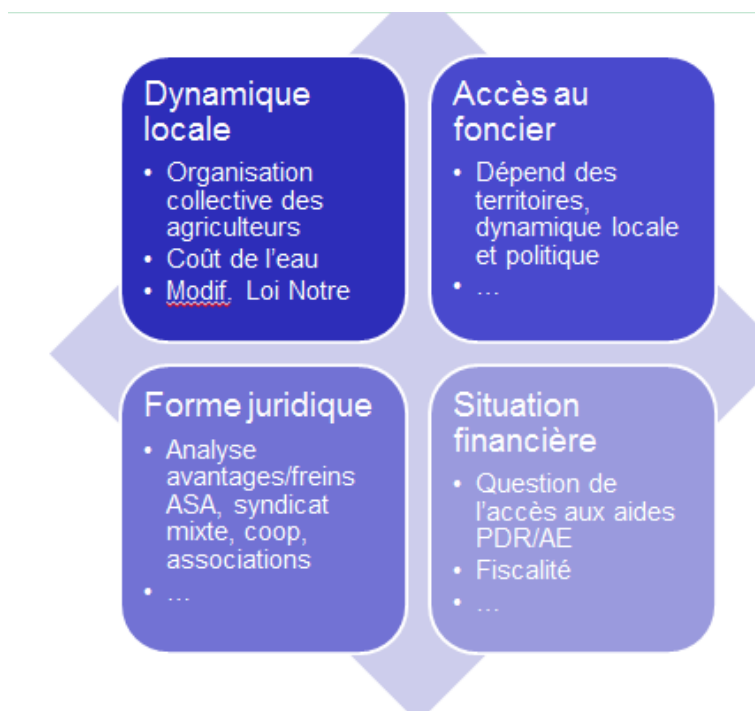 Dynamique
locale
• Organisation
collective des
agriculteurs
• Coût de l'eau
• Modif. Loi Notre
Accès au
foncier
• Dépend des
territoires,
dynamique locale
et politique
• ...
Forme juridique
• Analyse
avantages/freins
ASA, syndicat
mixte, coop,
associations
• ...
Situation
financière
• Question de
l'accès aux aides
PDR/AE
• Fiscalité
• ...